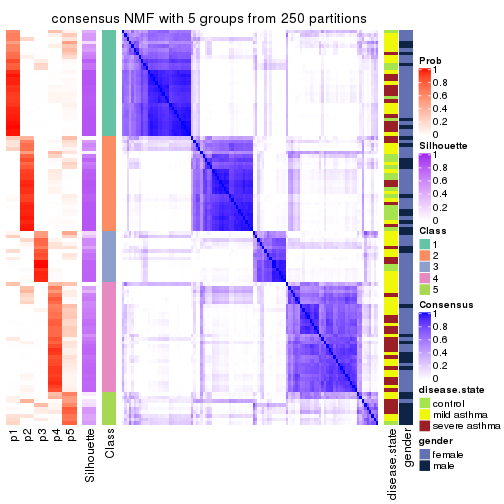 consensus NMF with 5 groups from 250 partitions
p1
p2
p3
p4
p5
Silhouette
Class
disease.state
gender
Prob
1
0.8
0.6
0.4
0.2
0
Silhouette
1
0.8
0.6
0.4
0.2
0
Class
1
2
3
4
5
Consensus
1
0.8
0.6
0.4
0.2
0
disease.state
control
mild asthma
severe asthma
gender
female
male